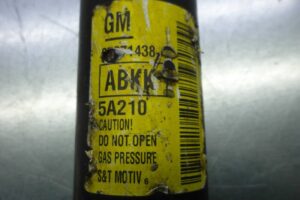 GM
ABKK
5A210
CAUTION!
DO NOT OPEN
GAS PRESSURE
S&T MOTIV